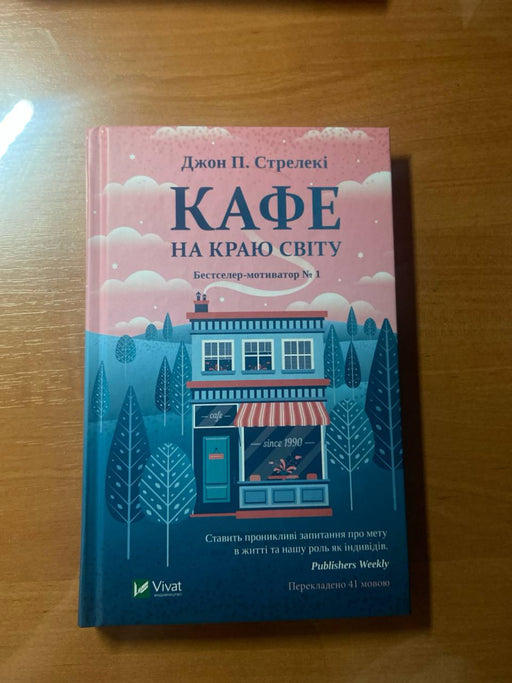 Джон П. Стрелекі
КАФЕ
НА КРАЮ СВІТУ
Бестселер-мотиватор № 1
— cafe —
— since 1990 —
Ставить проникливі запитання про мету
в житті та нашу роль як індивідів.
Publishers Weekly
Vivat
видавництво
Перекладено 41 мовою